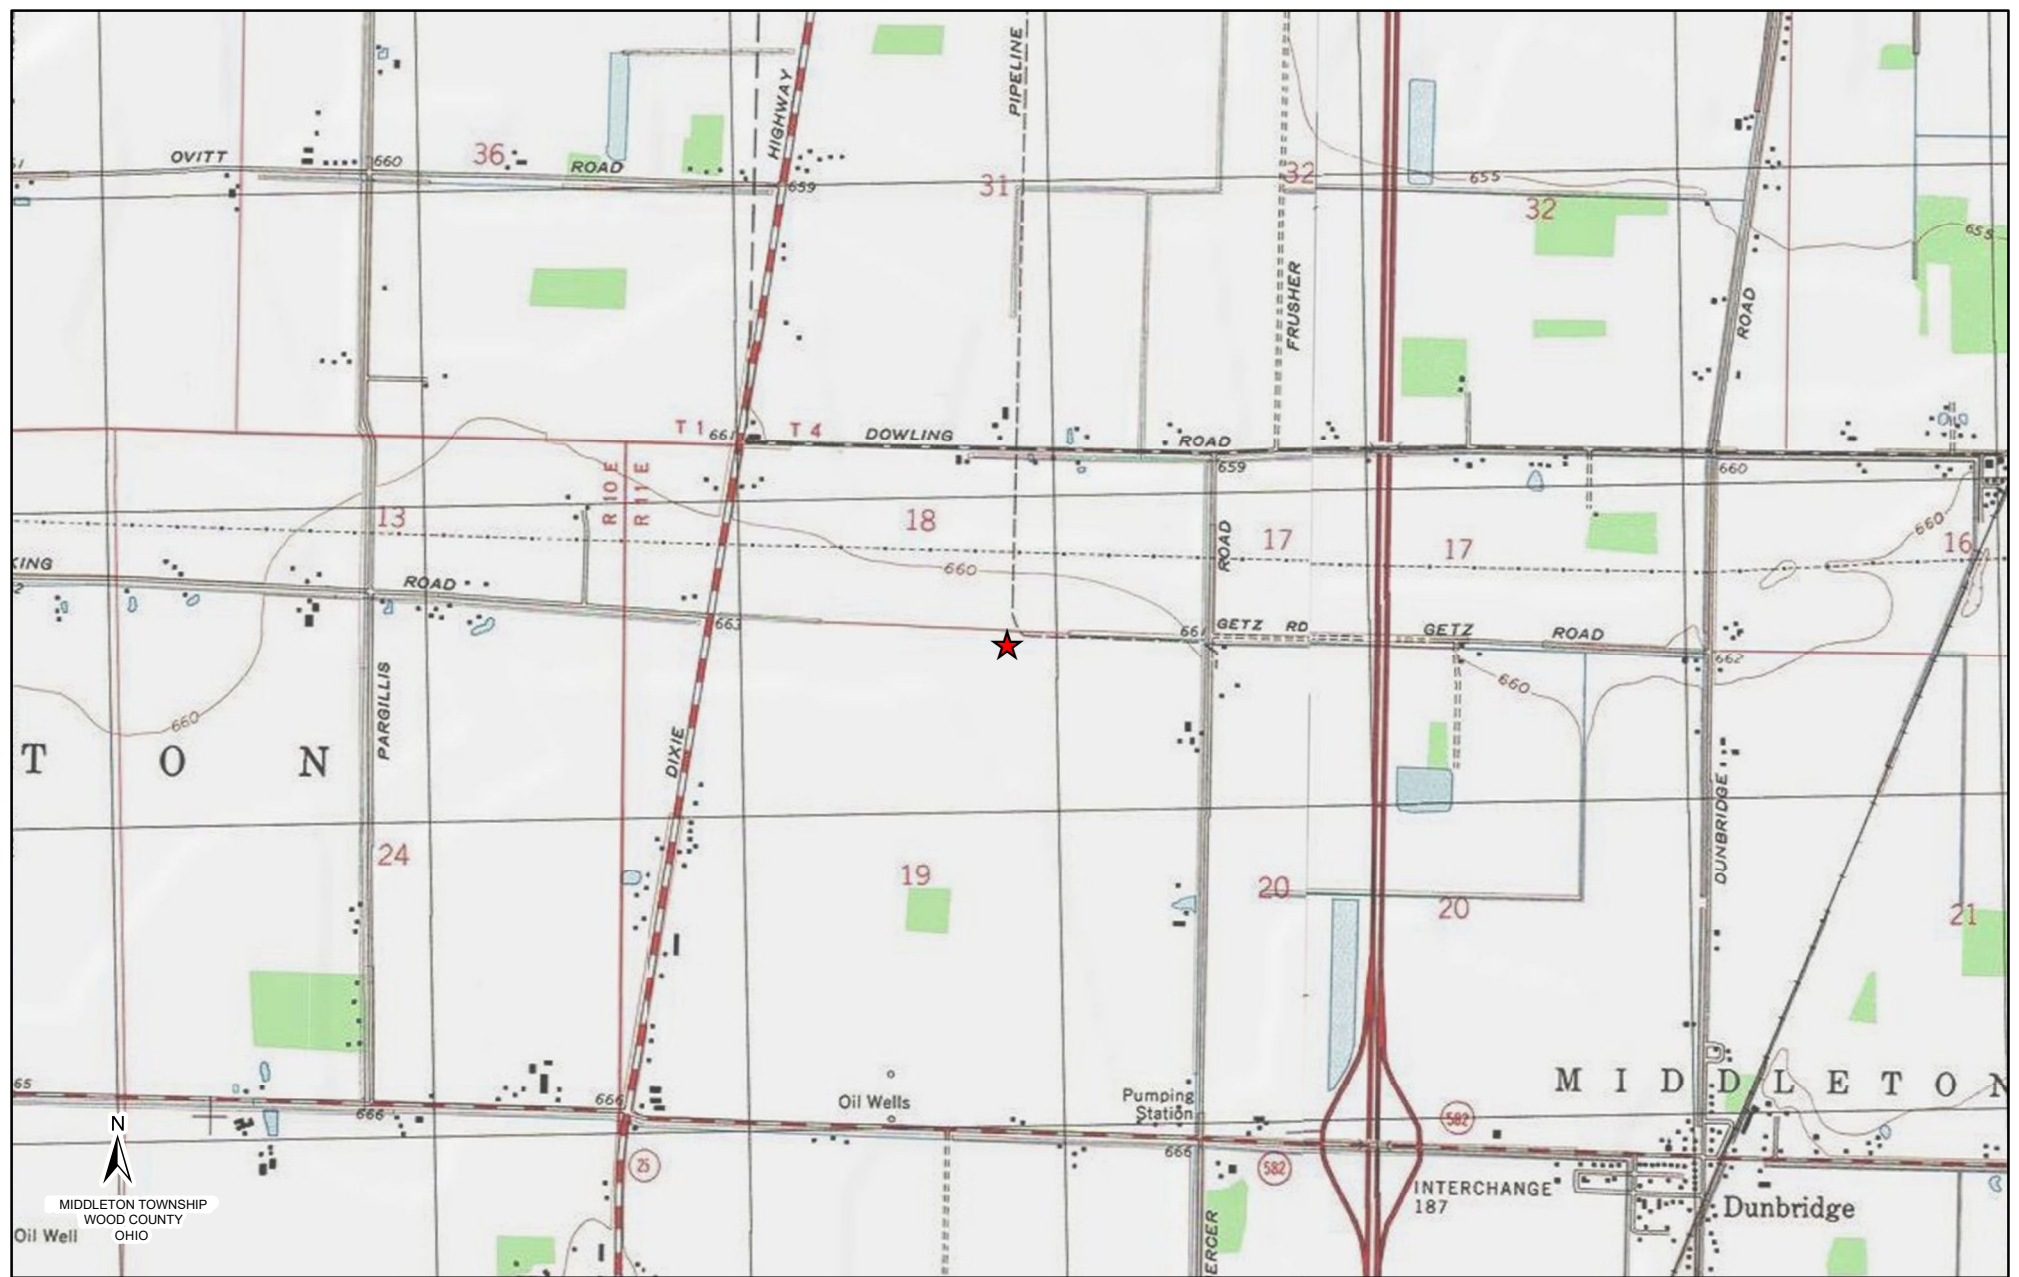 PIPELINE
HIGHWAY
OVITT
ROAD
660
36
659
31
32
655
32
655
FRUSHER
ROAD
T 1
661
T 4
DOWLING
ROAD
659
660
R 10 E
R 11 E
13
18
17
17
ROAD
660
16
KING
ROAD
660
663
661
GETZ RD
GETZ
ROAD
662
660
660
PARGILLIS
DIXIE
T O N
DUNBRIDGE
24
19
20
20
21
65
666
666
Oil Wells
Pumping
Station
666
582
582
M I D D L E T O N
25
INTERCHANGE
187
Dunbridge
ERCER
N
MIDDLETON TOWNSHIP
WOOD COUNTY
OHIO
Oil Well